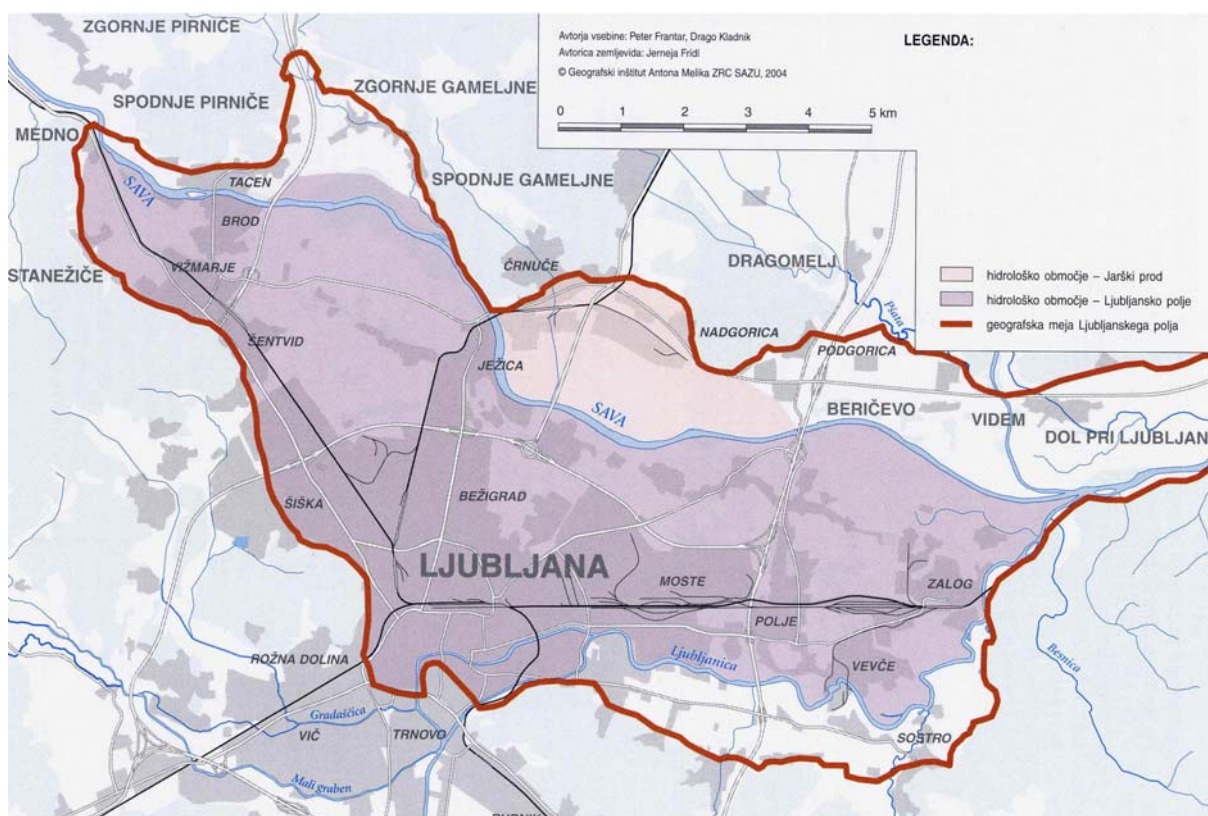 ZGORNJE PIRNIČE
Avtorja vsebine: Peter Frantar, Drago Kladnik
Avtorica zemljevida: Jerneja Fridl
© Geografski inštitut Antona Melika ZRC SAZU, 2004
LEGENDA:
ZGORNJE GAMELJNE
SPODNJE PIRNIČE
0 1 2 3 4 5 km
MEDNO
SAVA
TACEN
SPODNJE GAMELJNE
BROD
VIŽMARJE
STANEŽIČE
ČRNUČE
DRAGOMELJ
hidrološko območje – Jarški prod
hidrološko območje – Ljubljansko polje
geografska meja Ljubljanskega polja
Pšata
NADGORICA
PODGORICA
ŠENTVID
JEŽICA
SAVA
BERIČEVO
VIDEM
DOL PRI LJUBLJAN
ŠIŠKA
BEŽIGRAD
LJUBLJANA
MOSTE
ZALOG
POLJE
ROŽNA DOLINA
Ljubljanica
VEVČE
Besnica
Gradaščica
VIČ
TRNOVO
SOSTRO
Mali graben